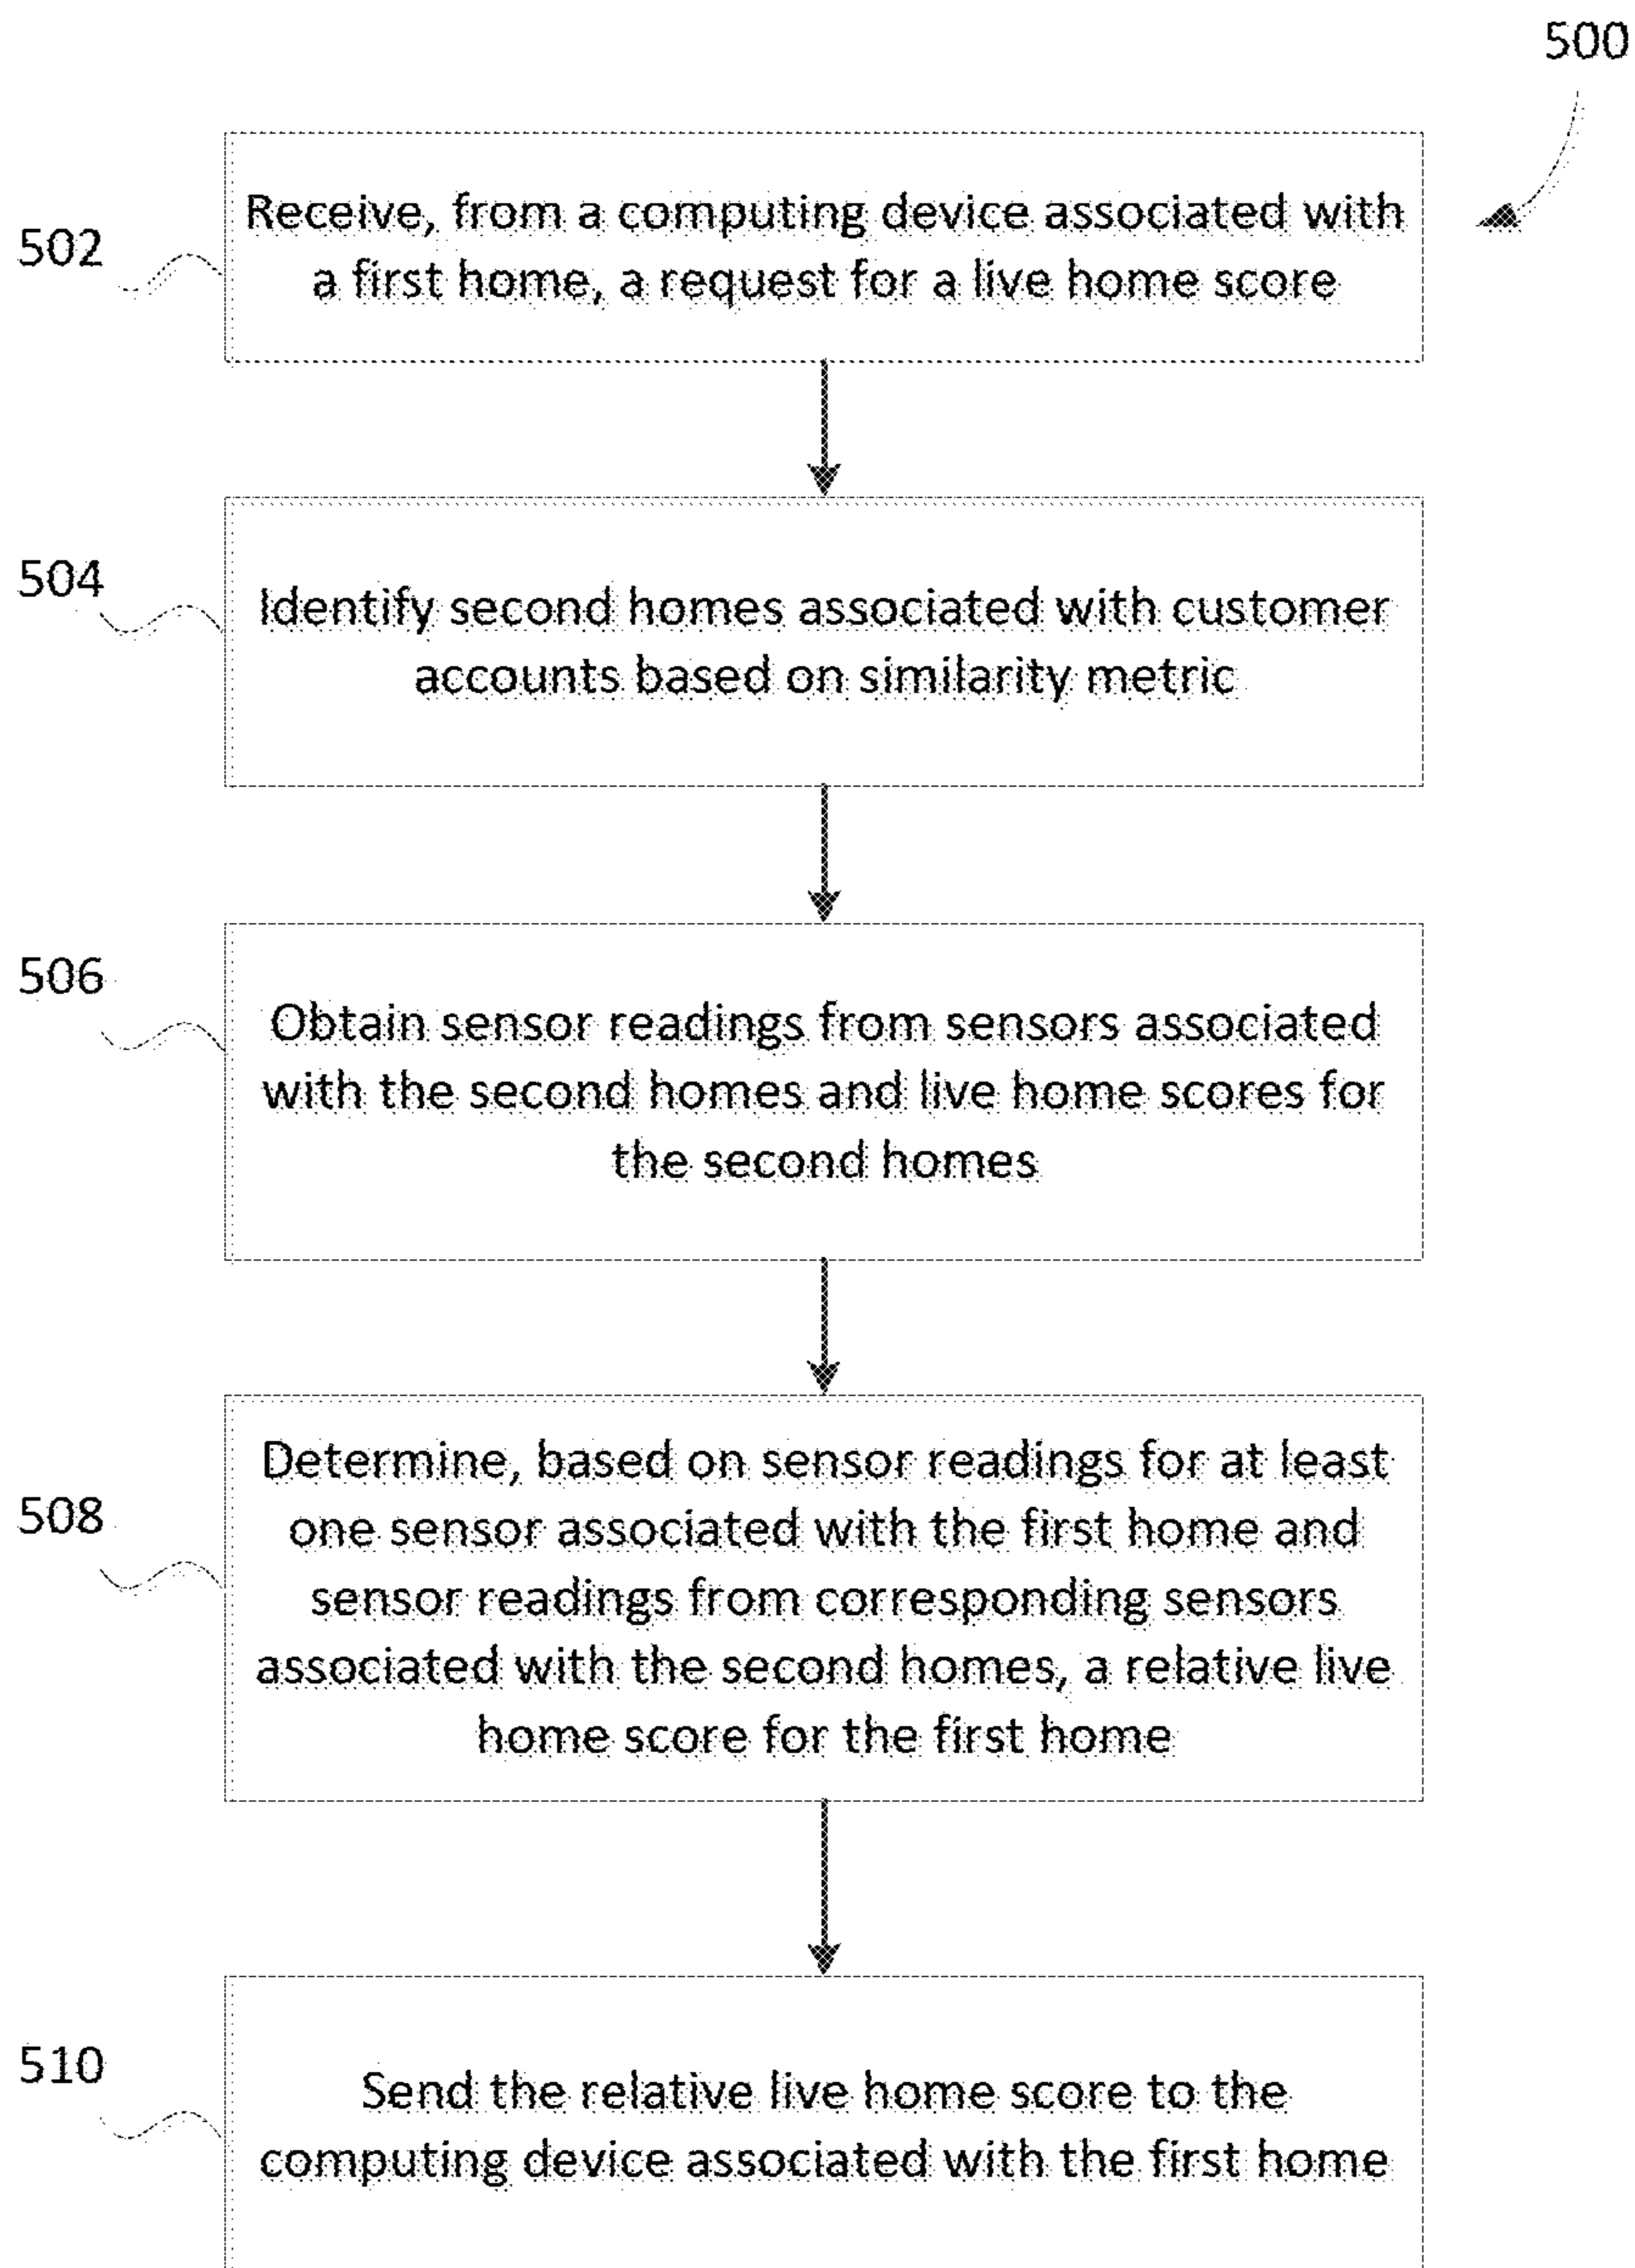 500
502
Receive, from a computing device associated with
a first home, a request for a live home score
504
Identify second homes associated with customer
accounts based on similarity metric
506
Obtain sensor readings from sensors associated
with the second homes and live home scores for
the second homes
508
Determine, based on sensor readings for at least
one sensor associated with the first home and
sensor readings from corresponding sensors
associated with the second homes, a relative live
home score for the first home
510
Send the relative live home score to the
computing device associated with the first home